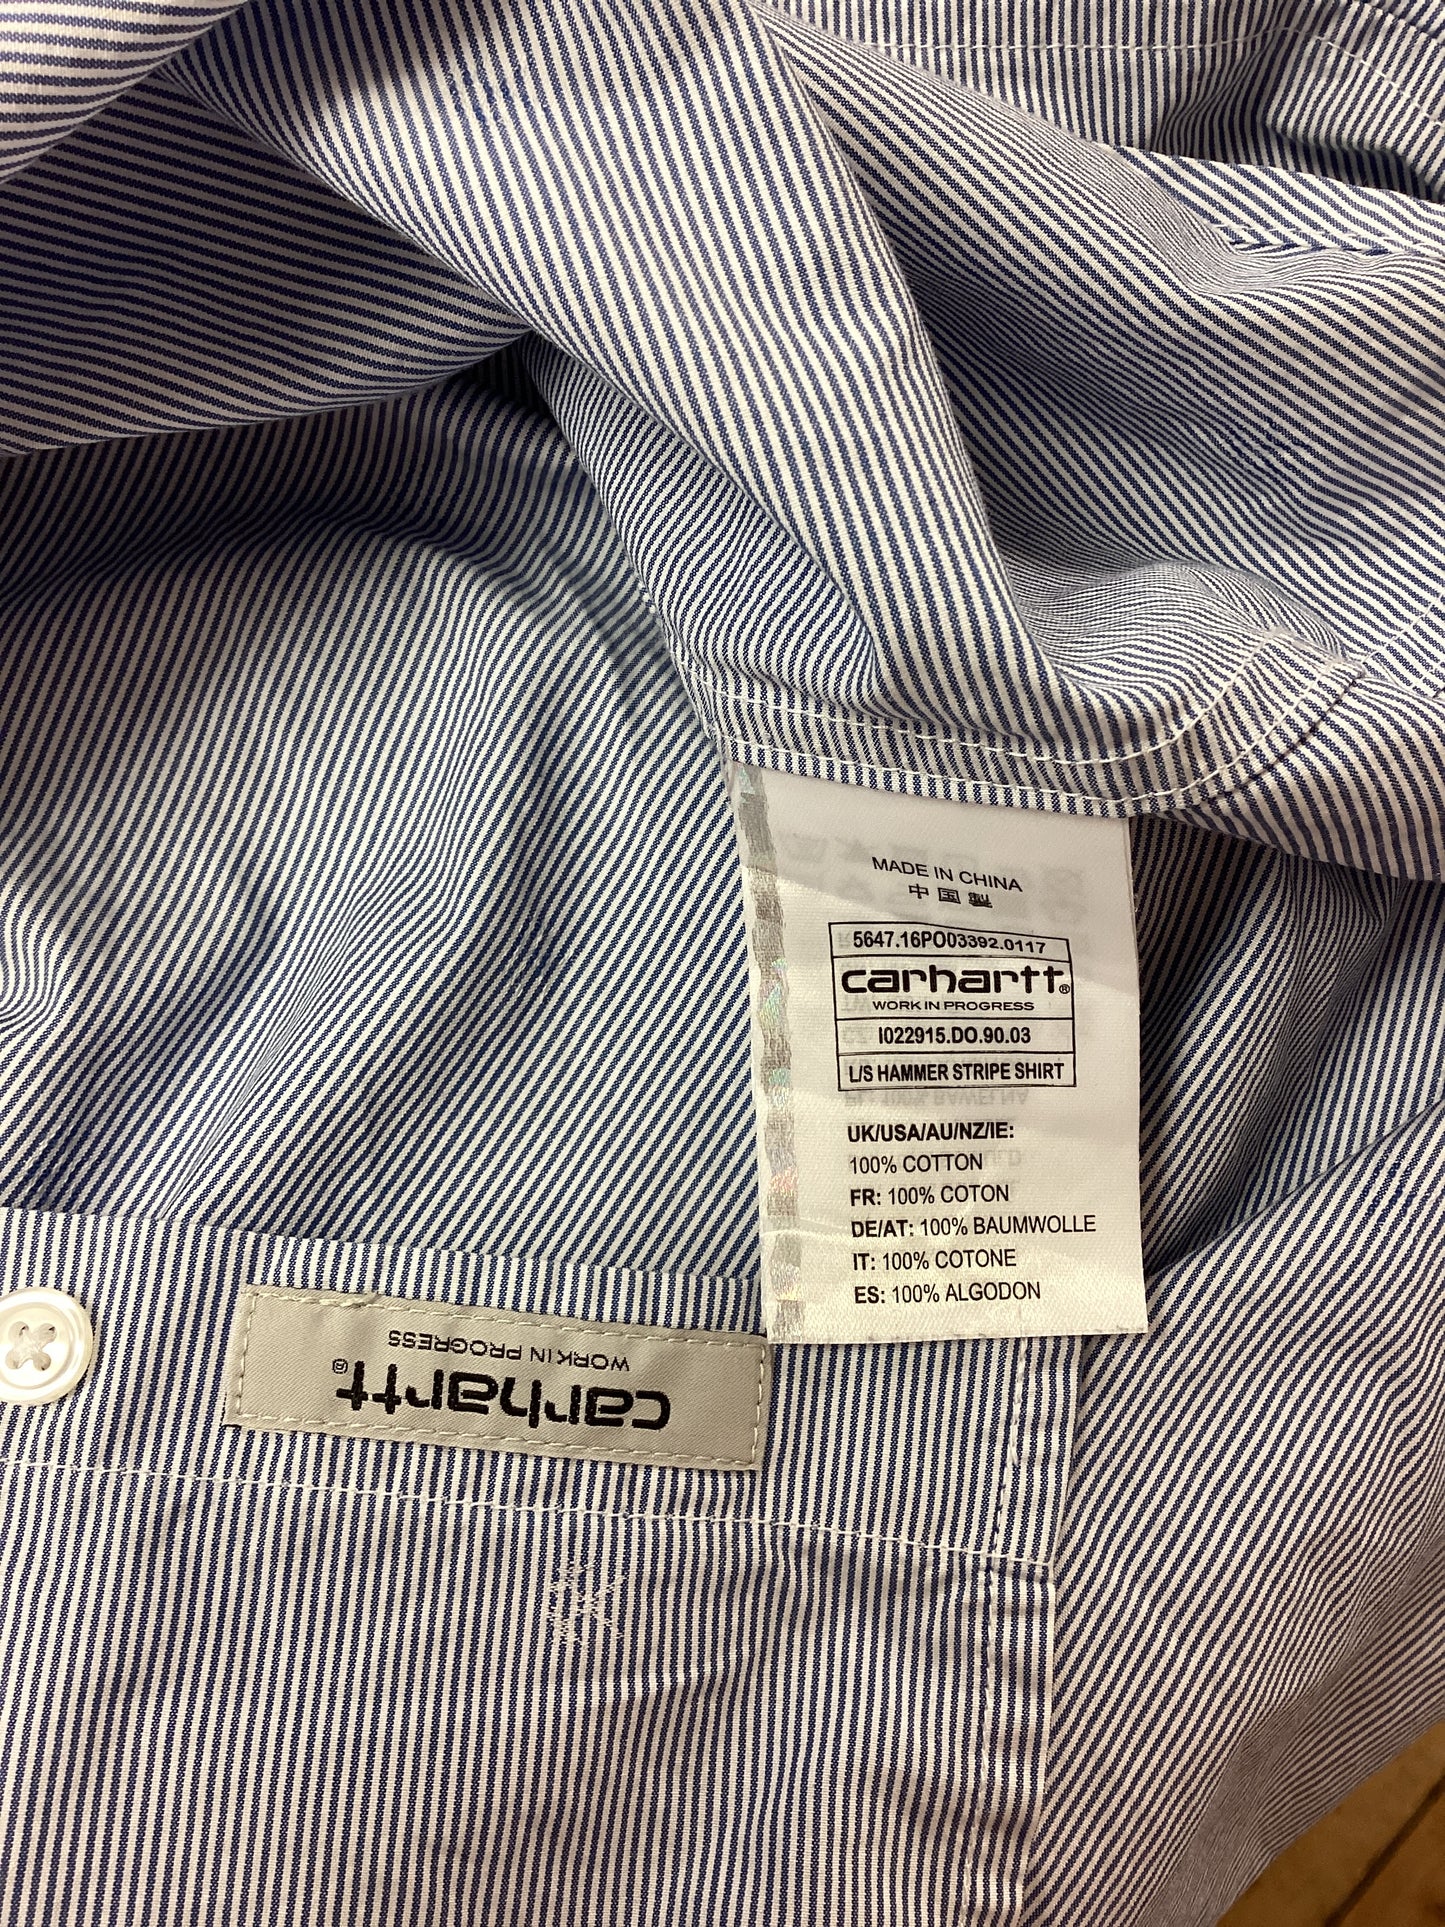 MADE IN CHINA
中国製
5647.16PO03392.0117
carhartt®
WORK IN PROGRESS
I022915.DO.90.03
L/S HAMMER STRIPE SHIRT
UK/USA/AU/NZ/IE:
100% COTTON
FR: 100% COTON
DE/AT: 100% BAUMWOLLE
IT: 100% COTONE
ES: 100% ALGODON
carhartt®
WORK IN PROGRESS